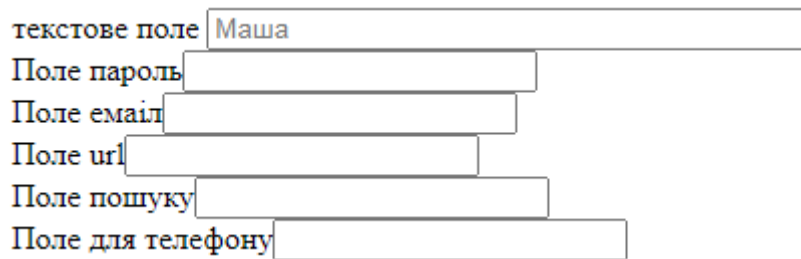 текстове поле Маша
Поле пароль
Поле емаіл
Поле url
Поле пошуку
Поле для телефону